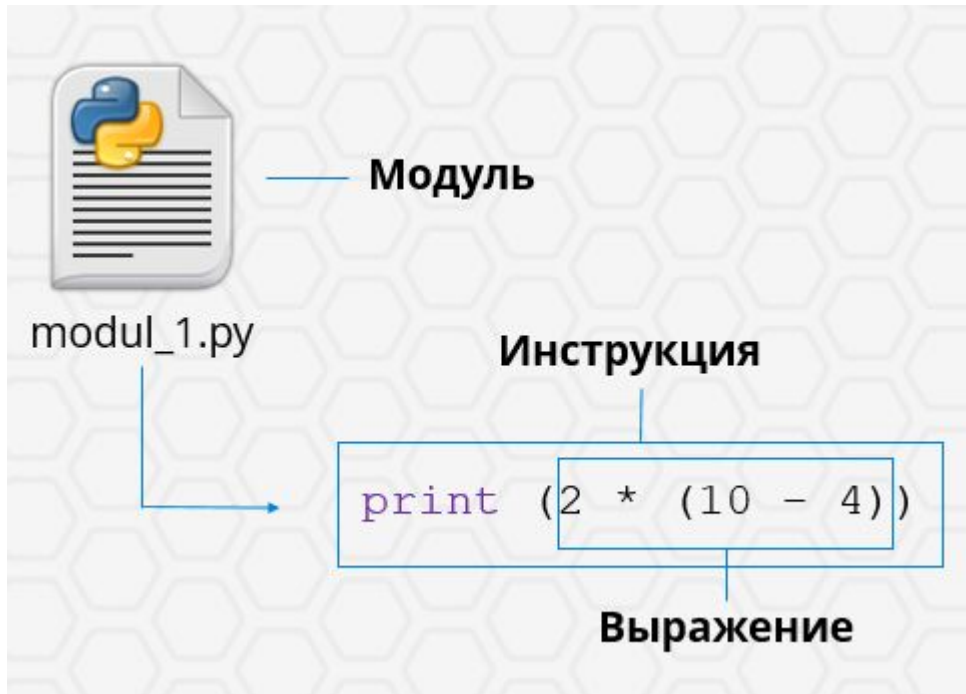 Модуль
modul_1.py
Инструкция
print (2 * (10 - 4))
Выражение